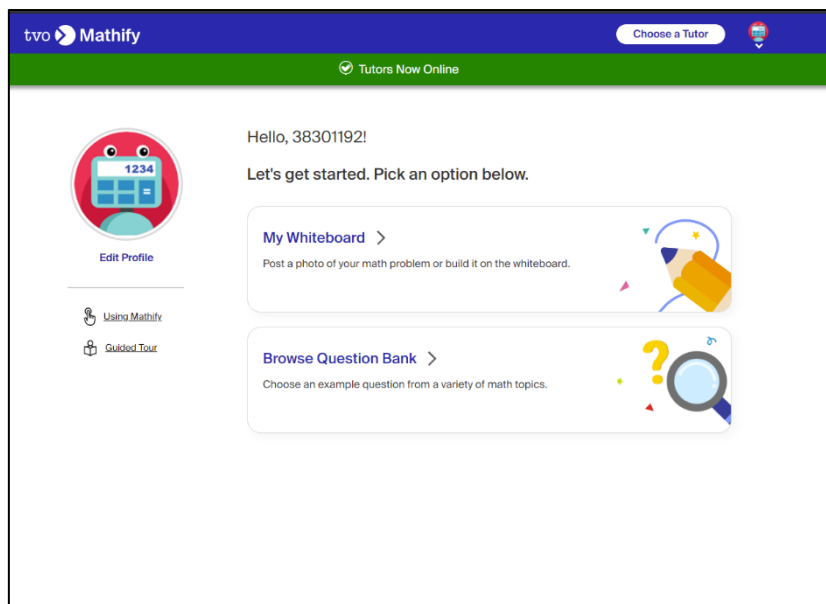 tvo Mathify
Choose a Tutor
Tutors Now Online
1234
=
Edit Profile
Using Mathify
Guided Tour
Hello, 38301192!
Let's get started. Pick an option below.
My Whiteboard
Post a photo of your math problem or build it on the whiteboard.
Browse Question Bank
Choose an example question from a variety of math topics.
?